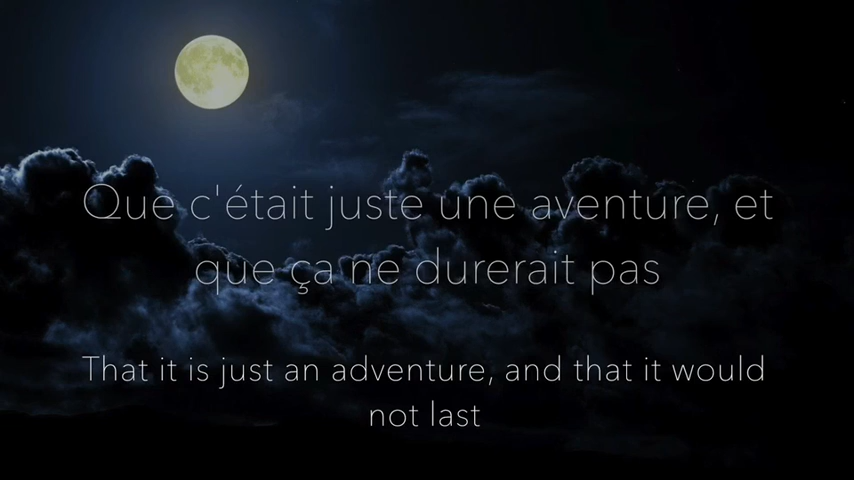 Que c'était juste une aventure, et
que ça ne durerait pas
That it is just an adventure, and that it would
not last